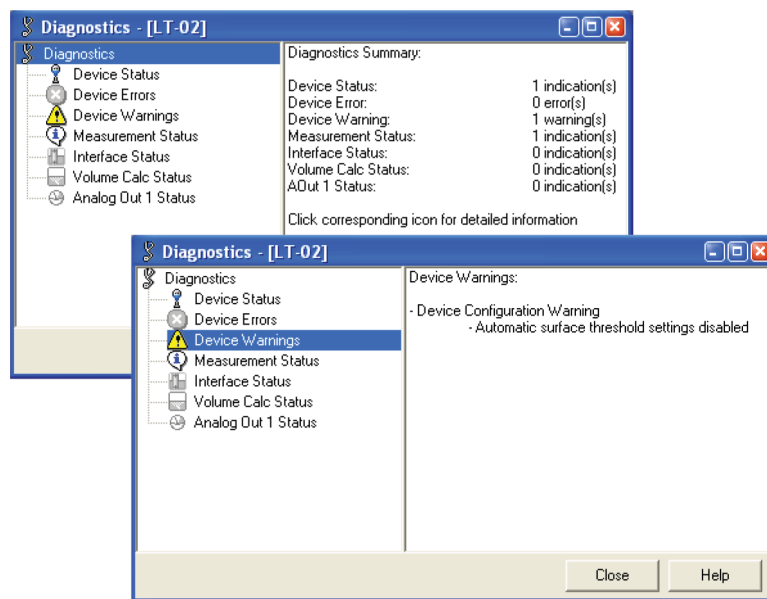 Diagnostics - [LT-02]
Diagnostics
Device Status
Device Errors
Device Warnings
Measurement Status
Interface Status
Volume Calc Status
Analog Out 1 Status
Diagnostics Summary:
Device Status: 1 indication(s)
Device Error: 0 error(s)
Device Warning: 1 warning(s)
Measurement Status: 1 indication(s)
Interface Status: 0 indication(s)
Volume Calc Status: 0 indication(s)
AOut 1 Status: 0 indication(s)
Click corresponding icon for detailed information
Diagnostics - [LT-02]
Diagnostics
Device Status
Device Errors
Device Warnings
Measurement Status
Interface Status
Volume Calc Status
Analog Out 1 Status
Device Warnings:
- Device Configuration Warning
- Automatic surface threshold settings disabled
Close
Help